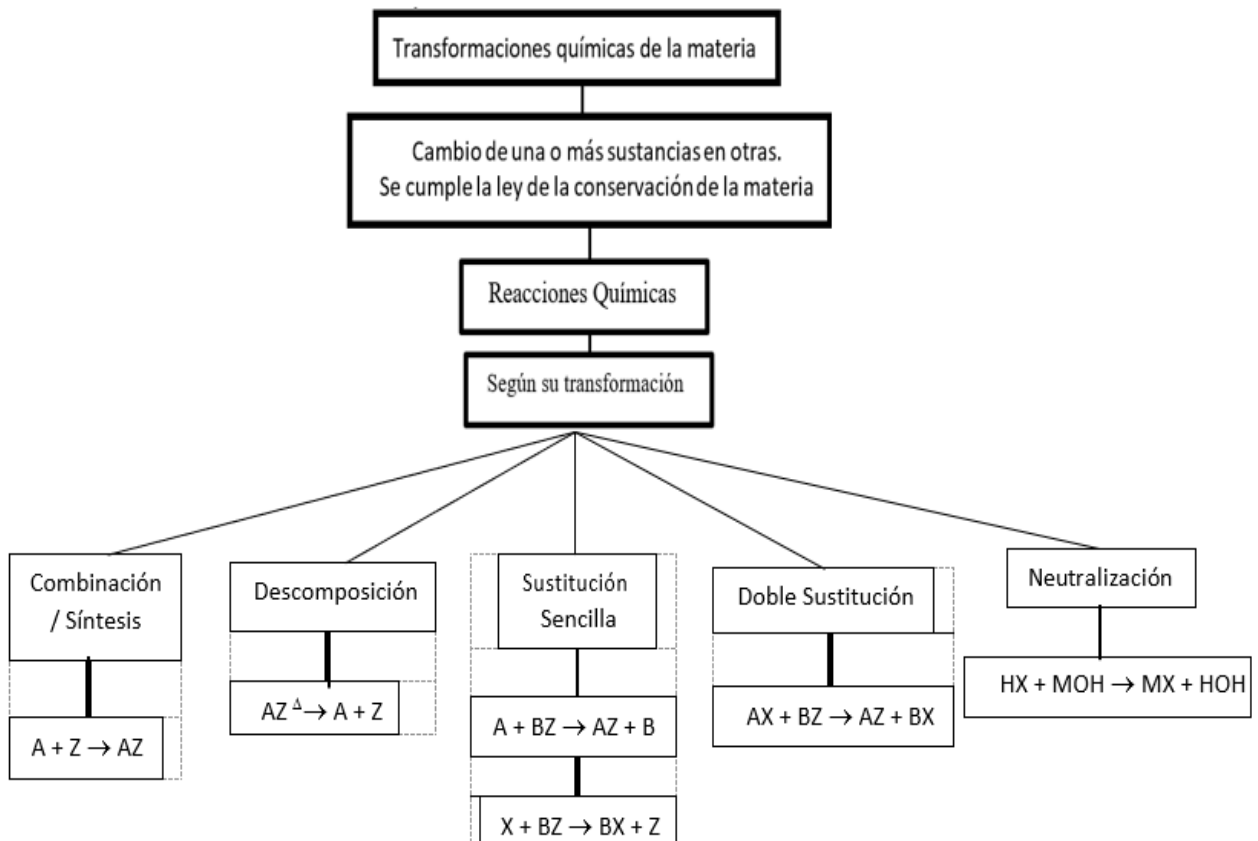 Transformaciones químicas de la materia
Cambio de una o más sustancias en otras.
Se cumple la ley de la conservación de la materia
Reacciones Químicas
Según su transformación
Combinación
/ Síntesis
A + Z → AZ
Descomposición
AZ Δ→ A + Z
Sustitución
Sencilla
A + BZ → AZ + B
X + BZ → BX + Z
Doble Sustitución
AX + BZ → AZ + BX
Neutralización
HX + MOH → MX + HOH